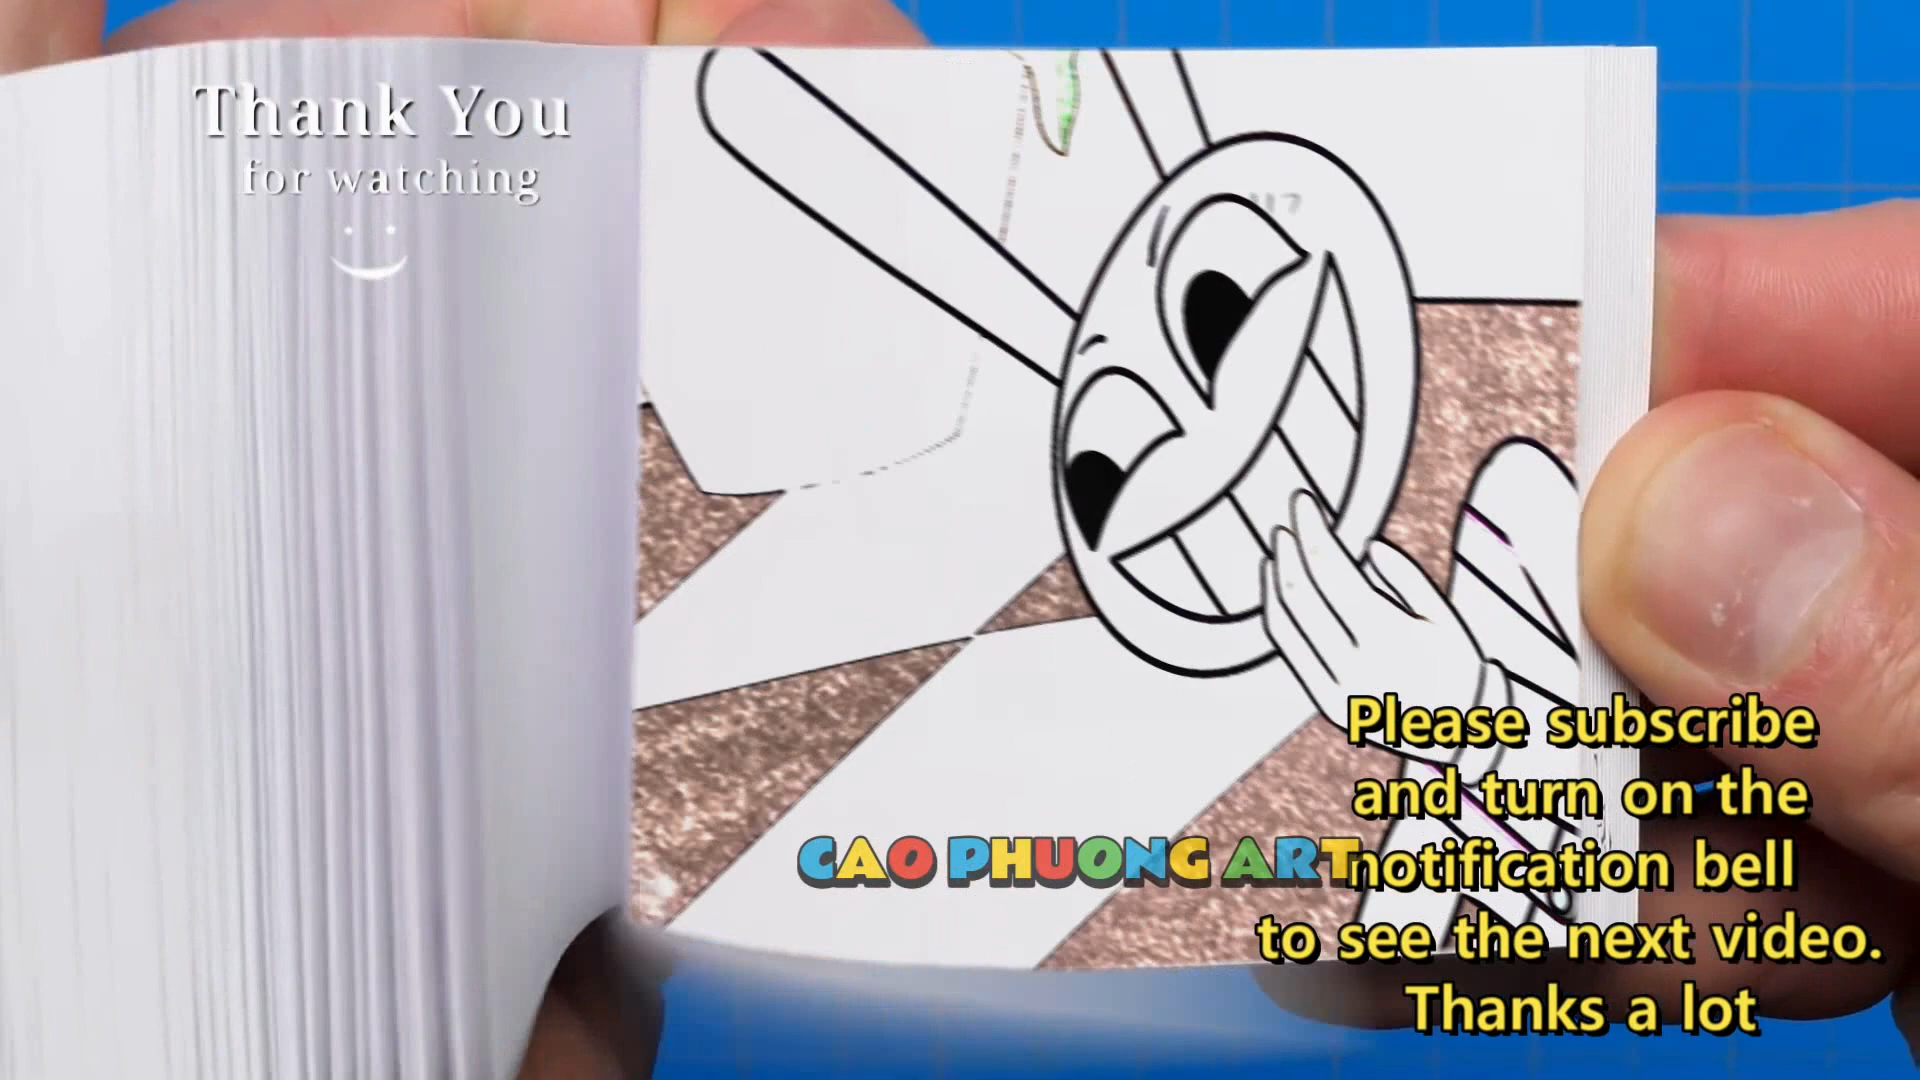 Thank You
for watching
CAO PHUONG ART
Please subscribe
and turn on the
notification bell
to see the next video.
Thanks a lot